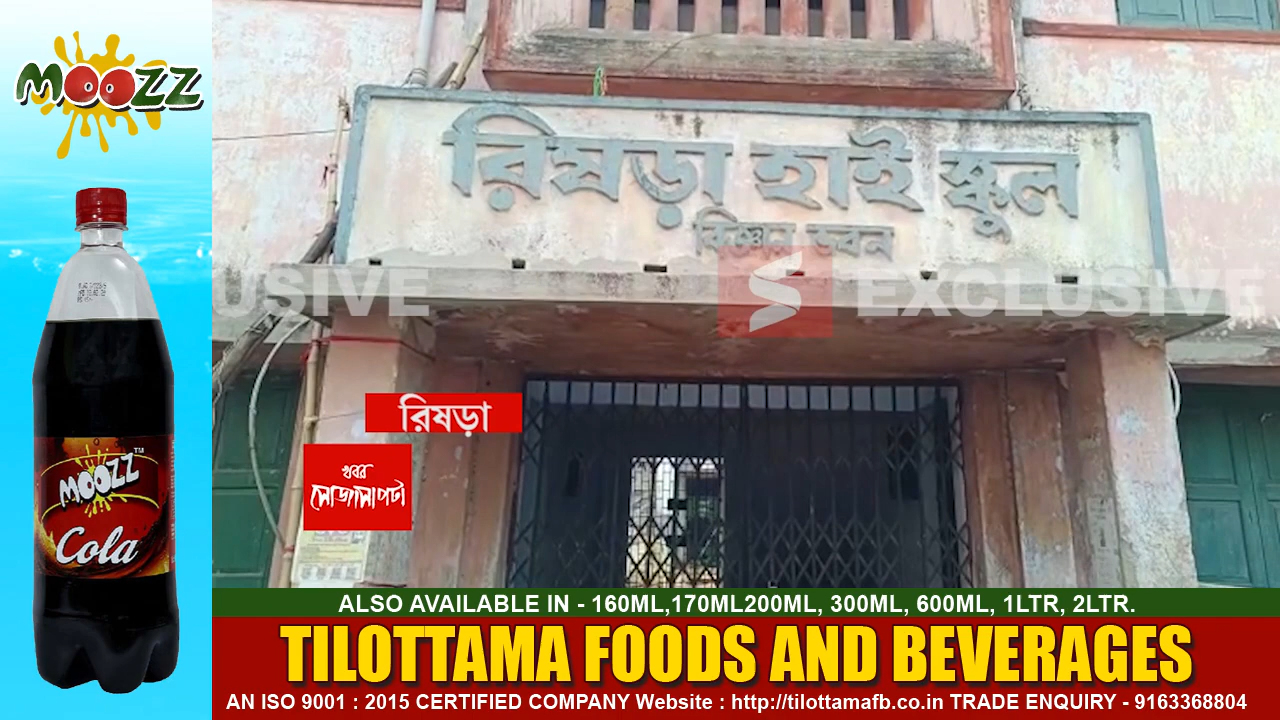 MOOZZ
রিষড়া হাই স্কুল
বিজ্ঞান ভবন
USIVE
S EXCLUSIVE
রিষড়া
খবর
সোজাসাপটা
MOOZZ™
Cola
ALSO AVAILABLE IN - 160ML,170ML200ML, 300ML, 600ML, 1LTR, 2LTR.
TILOTTAMA FOODS AND BEVERAGES
AN ISO 9001 : 2015 CERTIFIED COMPANY Website : http://tilottamafb.co.in TRADE ENQUIRY - 9163368804